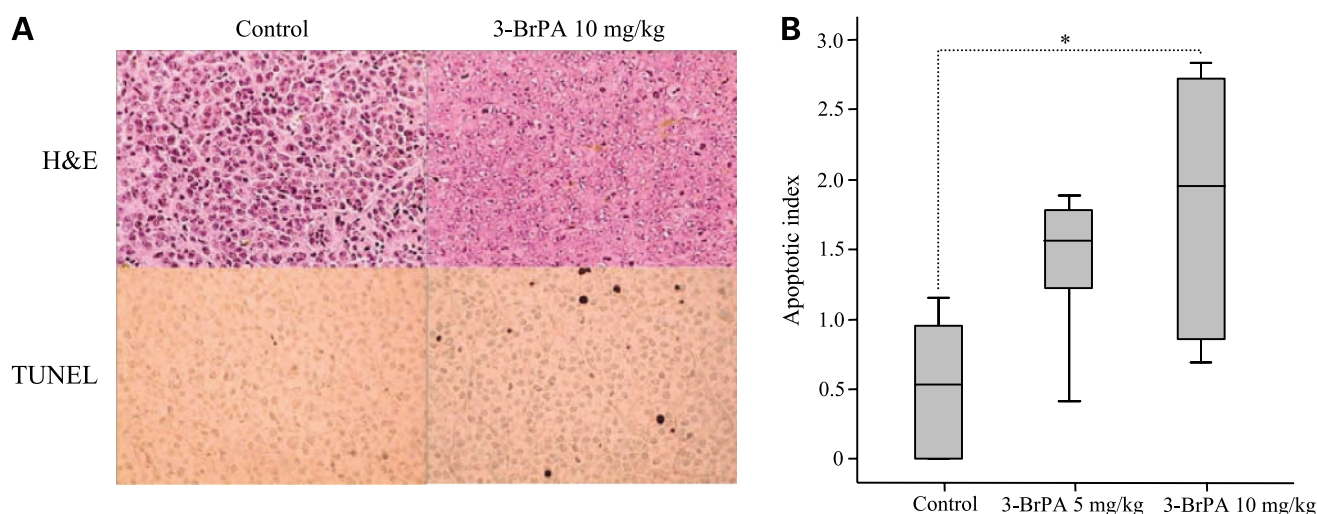 A
Control
3-BrPA 10 mg/kg
H&E
TUNEL
B
*
3.0
2.5
2.0
1.5
1.0
0.5
0
Apoptotic index
Control
3-BrPA 5 mg/kg
3-BrPA 10 mg/kg